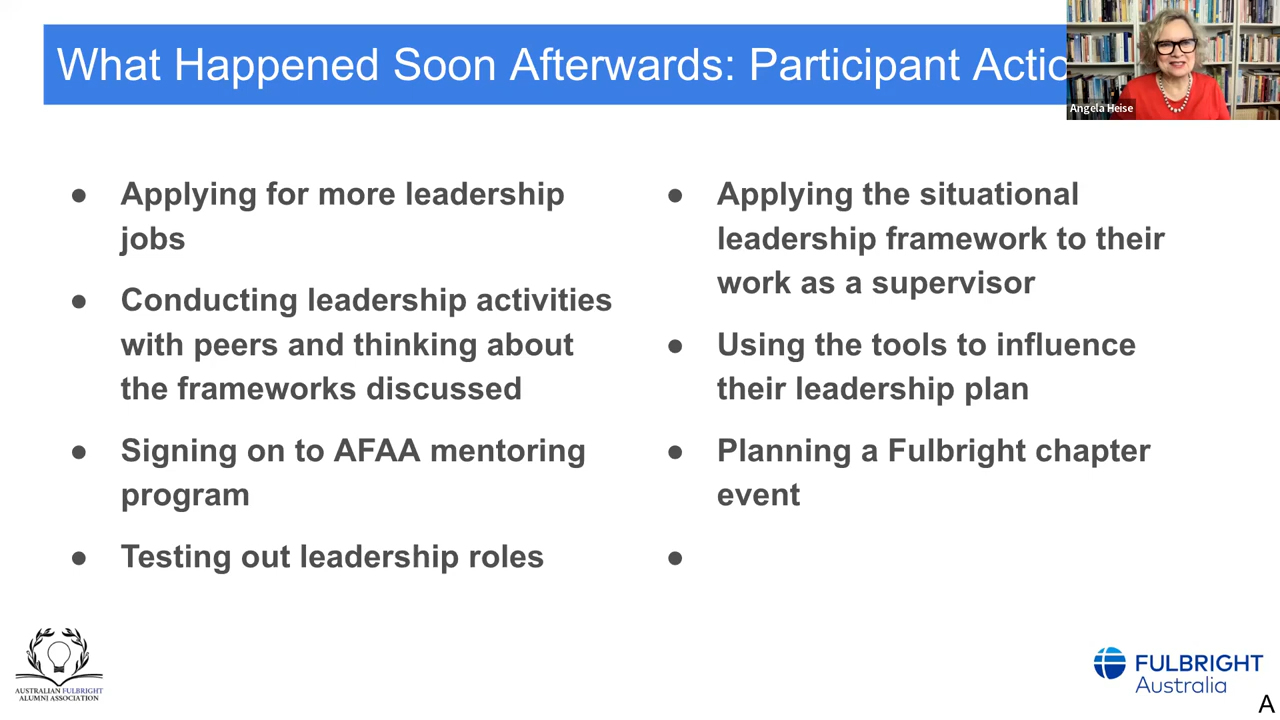 What Happened Soon Afterwards: Participant Actio
Angela Heise
● Applying for more leadership
jobs
● Conducting leadership activities
with peers and thinking about
the frameworks discussed
● Signing on to AFAA mentoring
program
● Testing out leadership roles
● Applying the situational
leadership framework to their
work as a supervisor
● Using the tools to influence
their leadership plan
● Planning a Fulbright chapter
event
●
AUSTRALIAN FULBRIGHT
ALUMNI ASSOCIATION
FULBRIGHT
Australia
A